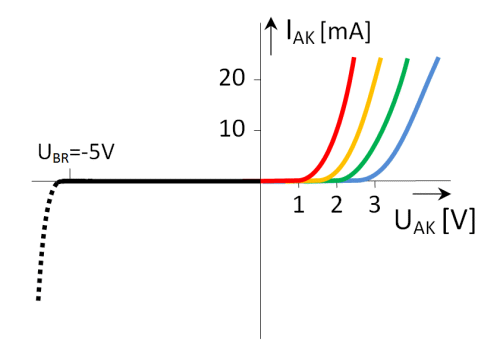 I_AK [mA]
20
10
U_BR=-5V
1 2 3
U_AK [V]